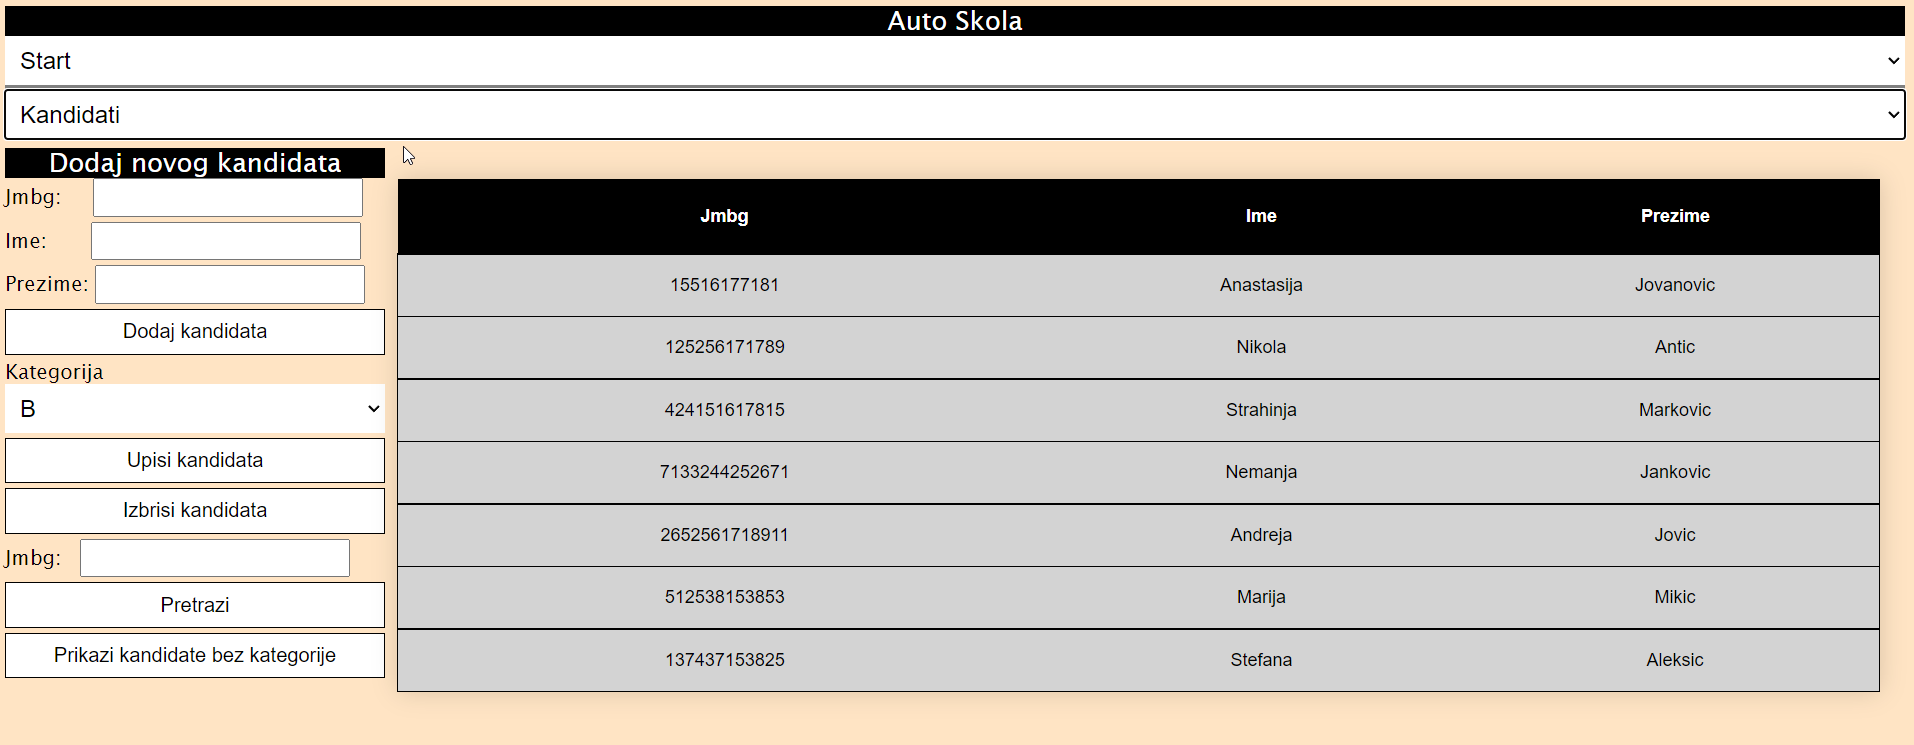 Auto Skola
Start
Kandidati
Dodaj novog kandidata
Jmbg:
Ime:
Prezime:
Dodaj kandidata
Kategorija
B
Upisi kandidata
Izbrisi kandidata
Jmbg:
Pretrazi
Prikazi kandidate bez kategorije
Jmbg Ime Prezime
15516177181 Anastasija Jovanovic
125256171789 Nikola Antic
424151617815 Strahinja Markovic
7133244252671 Nemanja Jankovic
2652561718911 Andreja Jovic
512538153853 Marija Mikic
137437153825 Stefana Aleksic